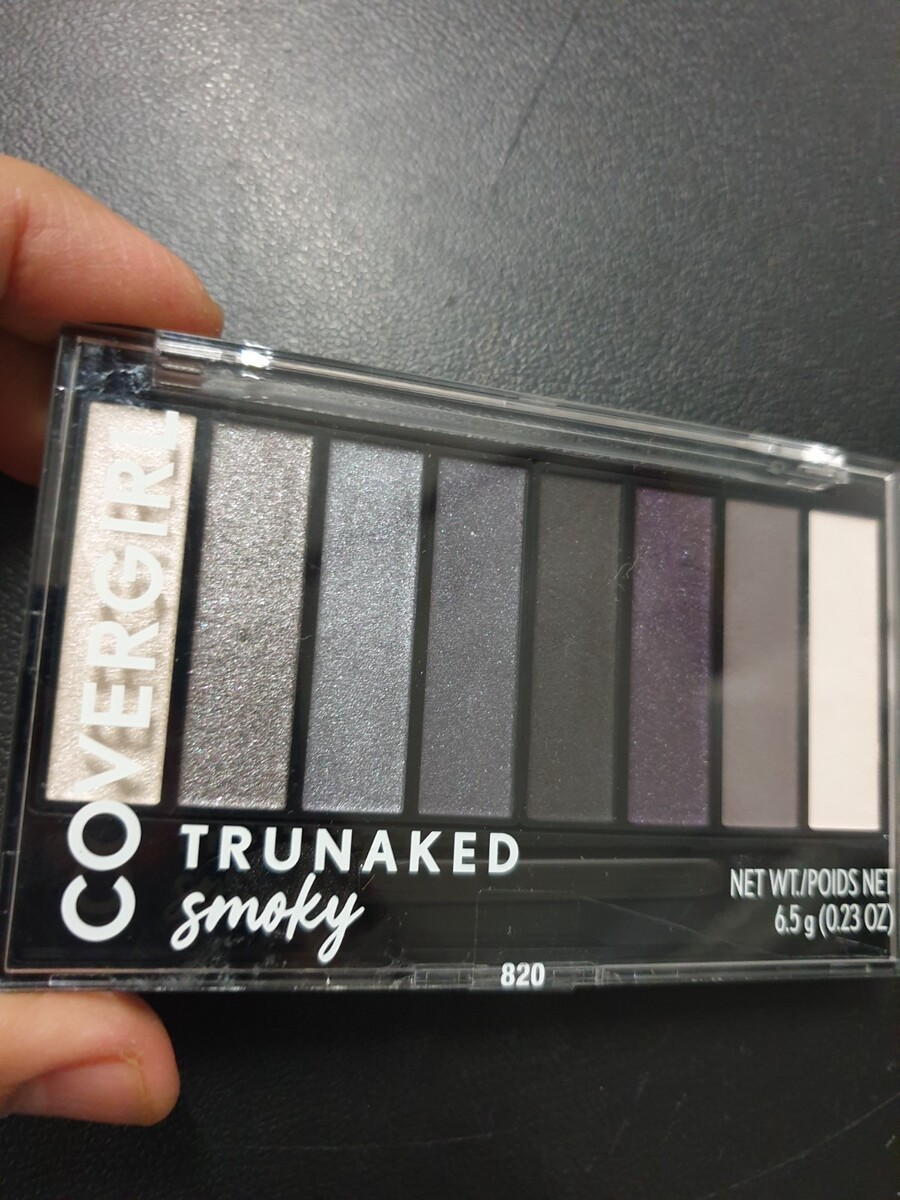 COVERGIRL
TRUNAKED
smoky
NET WT./POIDS NET
6.5 g (0.23 OZ)
820